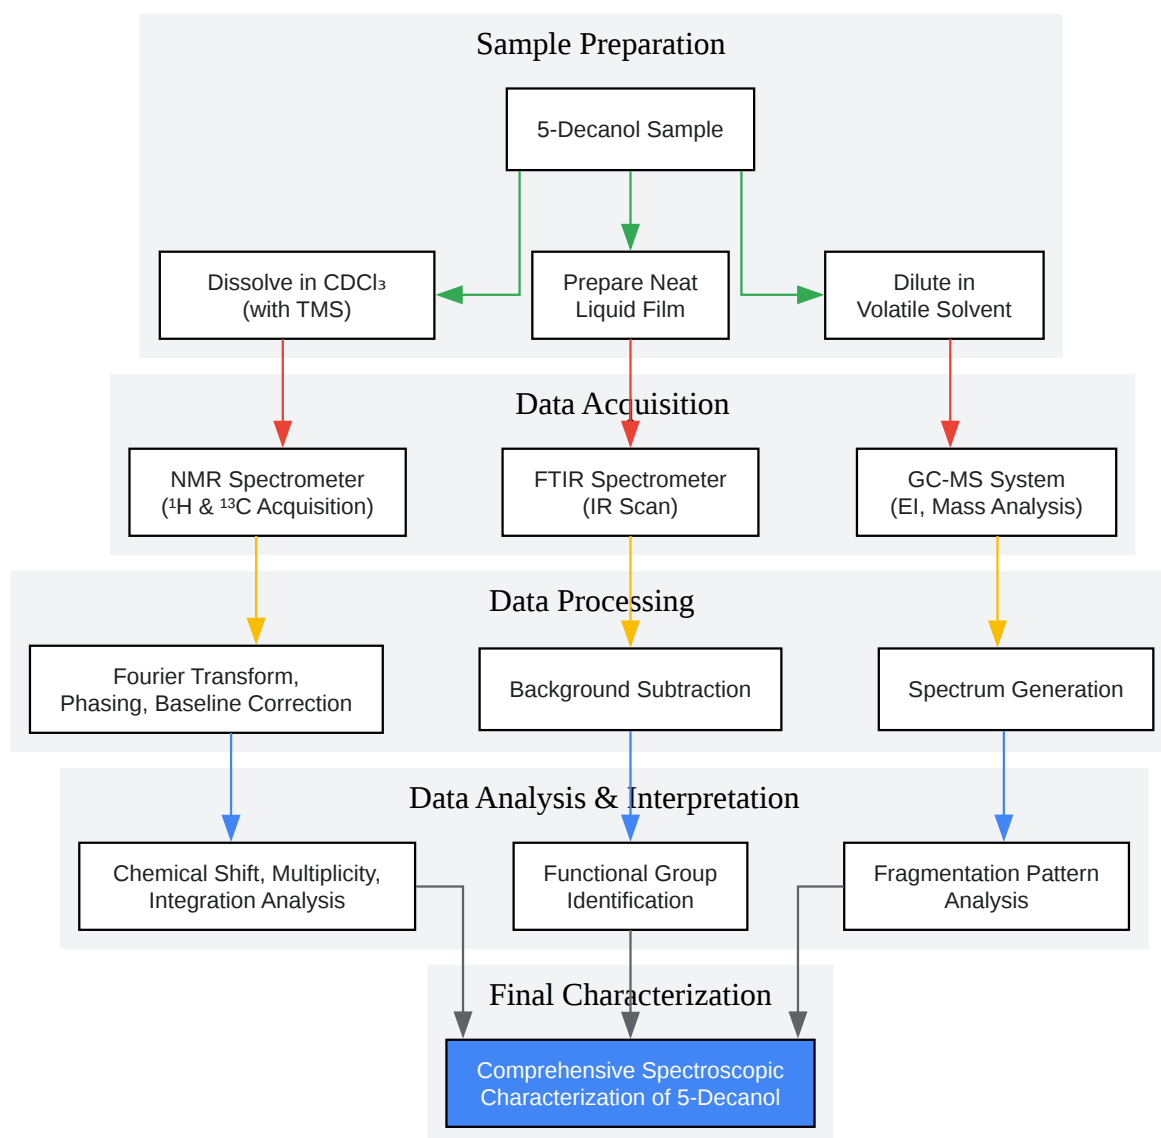 Sample Preparation
5-Decanol Sample
Dissolve in CDCl₃
(with TMS)
Prepare Neat
Liquid Film
Dilute in
Volatile Solvent
Data Acquisition
NMR Spectrometer
(¹H & ¹³C Acquisition)
FTIR Spectrometer
(IR Scan)
GC-MS System
(EI, Mass Analysis)
Data Processing
Fourier Transform,
Phasing, Baseline Correction
Background Subtraction
Spectrum Generation
Data Analysis & Interpretation
Chemical Shift, Multiplicity,
Integration Analysis
Functional Group
Identification
Fragmentation Pattern
Analysis
Final Characterization
Comprehensive Spectroscopic
Characterization of 5-Decanol